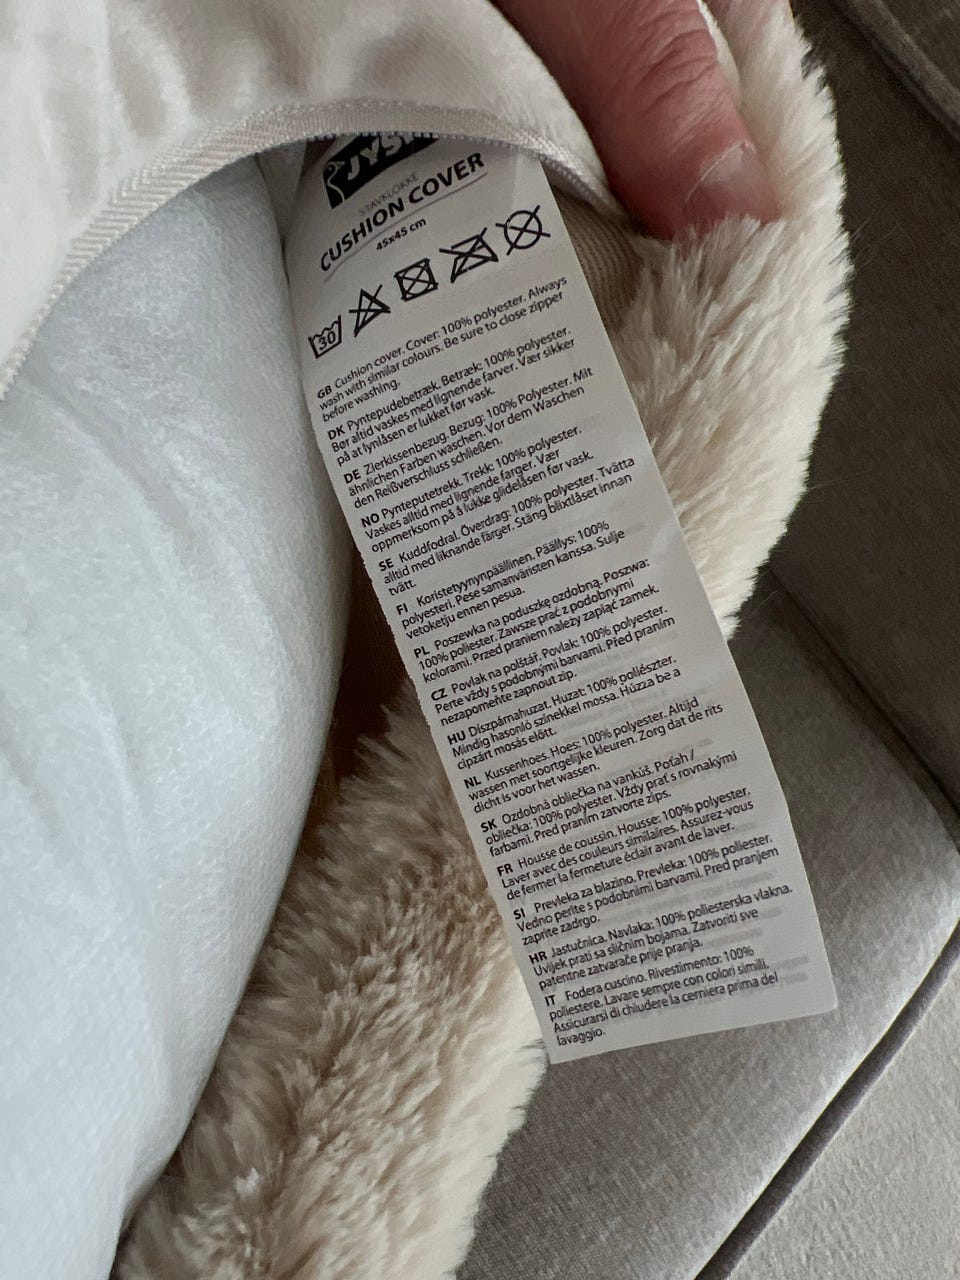 JYSK
STAVKLOKKE
CUSHION COVER
45x45 cm
30
GB Cushion cover. Cover: 100% polyester. Always
wash with similar colours. Be sure to close zipper
before washing.
DK Pyntepudebetræk. Betræk: 100% polyester.
Bør altid vaskes med lignende farver. Vær sikker
på at lynlåsen er lukket før vask.
DE Zierkissenbezug. Bezug: 100% Polyester. Mit
ähnlichen Farben waschen. Vor dem Waschen
den Reißverschluss schließen.
NO Pynteputetrekk. Trekk: 100% polyester.
Vaskes alltid med lignende farger. Vær
oppmerksom på å lukke glidelåsen før vask.
SE Kuddfodral. Överdrag: 100% polyester. Tvätta
alltid med liknande färger. Stäng blixtlåset innan
tvätt.
FI Koristetyynynpäällinen. Päällys: 100%
polyesteri. Pese samanväristen kanssa. Sulje
vetoketju ennen pesua.
PL Poszewka na poduszkę ozdobną. Poszwa:
100% poliester. Zawsze prać z podobnymi
kolorami. Przed praniem należy zapiąć zamek.
CZ Povlak na polštář. Povlak: 100% polyester.
Perte vždy s podobnými barvami. Před praním
nezapomeňte zapnout zip.
HU Díszpárnahuzat. Huzat: 100% poliészter.
Mindig hasonló színekkel mossa. Húzza be a
cipzárt mosás előtt.
NL Kussenhoes. Hoes: 100% polyester. Altijd
wassen met soortgelijke kleuren. Zorg dat de rits
dicht is voor het wassen.
SK Ozdobná obliečka na vankúš. Poťah /
obliečka: 100% polyester. Vždy prať s rovnakými
farbami. Pred praním zatvorte zips.
FR Housse de coussin. Housse: 100% polyester.
Laver avec des couleurs similaires. Assurez-vous
de fermer la fermeture éclair avant de laver.
SI Prevleka za blazino. Prevleka: 100% poliester.
Vedno perite s podobnimi barvami. Pred pranjem
zaprite zadrgo.
HR Jastučnica. Navlaka: 100% poliesterska vlakna.
Uvijek prati sa sličnim bojama. Zatvoriti sve
patentne zatvarače prije pranja.
IT Fodera cuscino. Rivestimento: 100%
poliestere. Lavare sempre con colori simili.
Assicurarsi di chiudere la cerniera prima del
lavaggio.